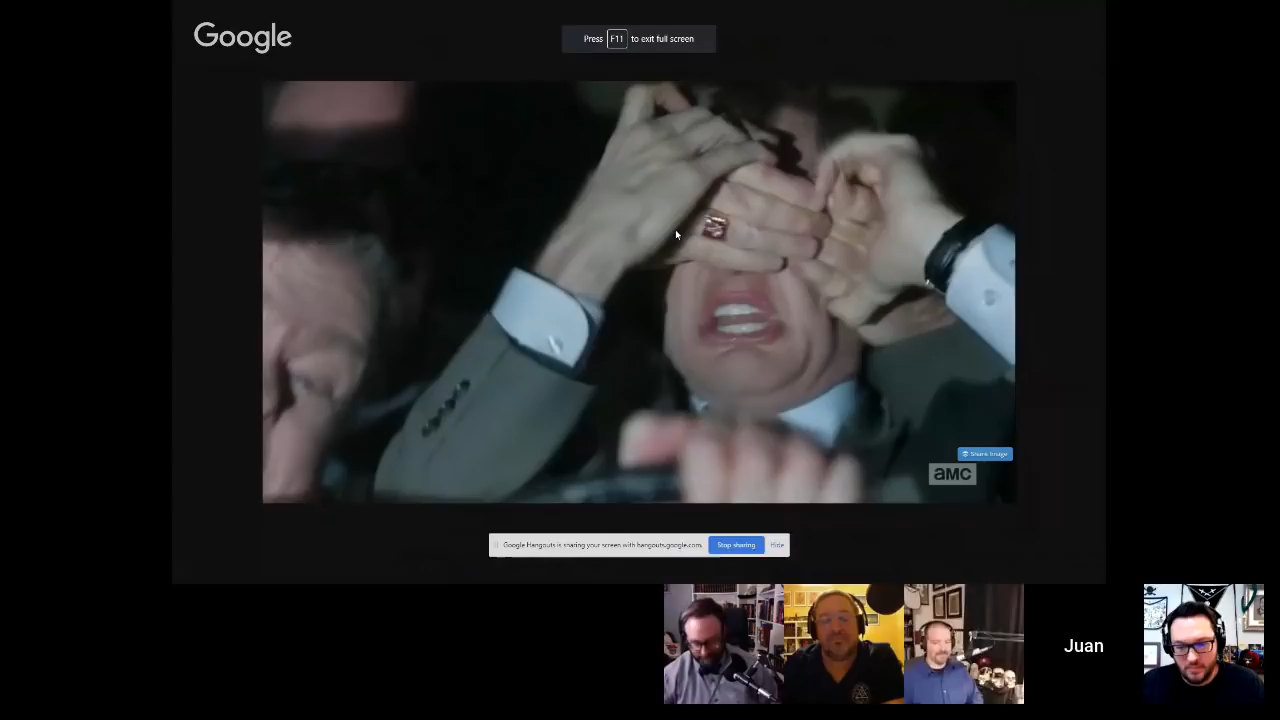 Google
Press F11 to exit full screen
Share Image
aMC
Google Hangouts is sharing your screen with hangouts.google.com.
Stop sharing
Hide
Juan